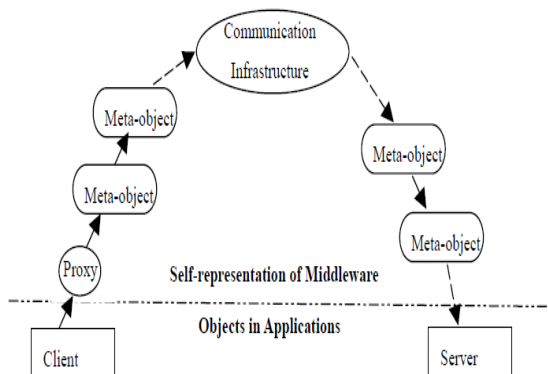 Communication
Infrastructure
Meta-object
Meta-object
Meta-object
Meta-object
Proxy
Self-representation of Middleware
Objects in Applications
Client
Server